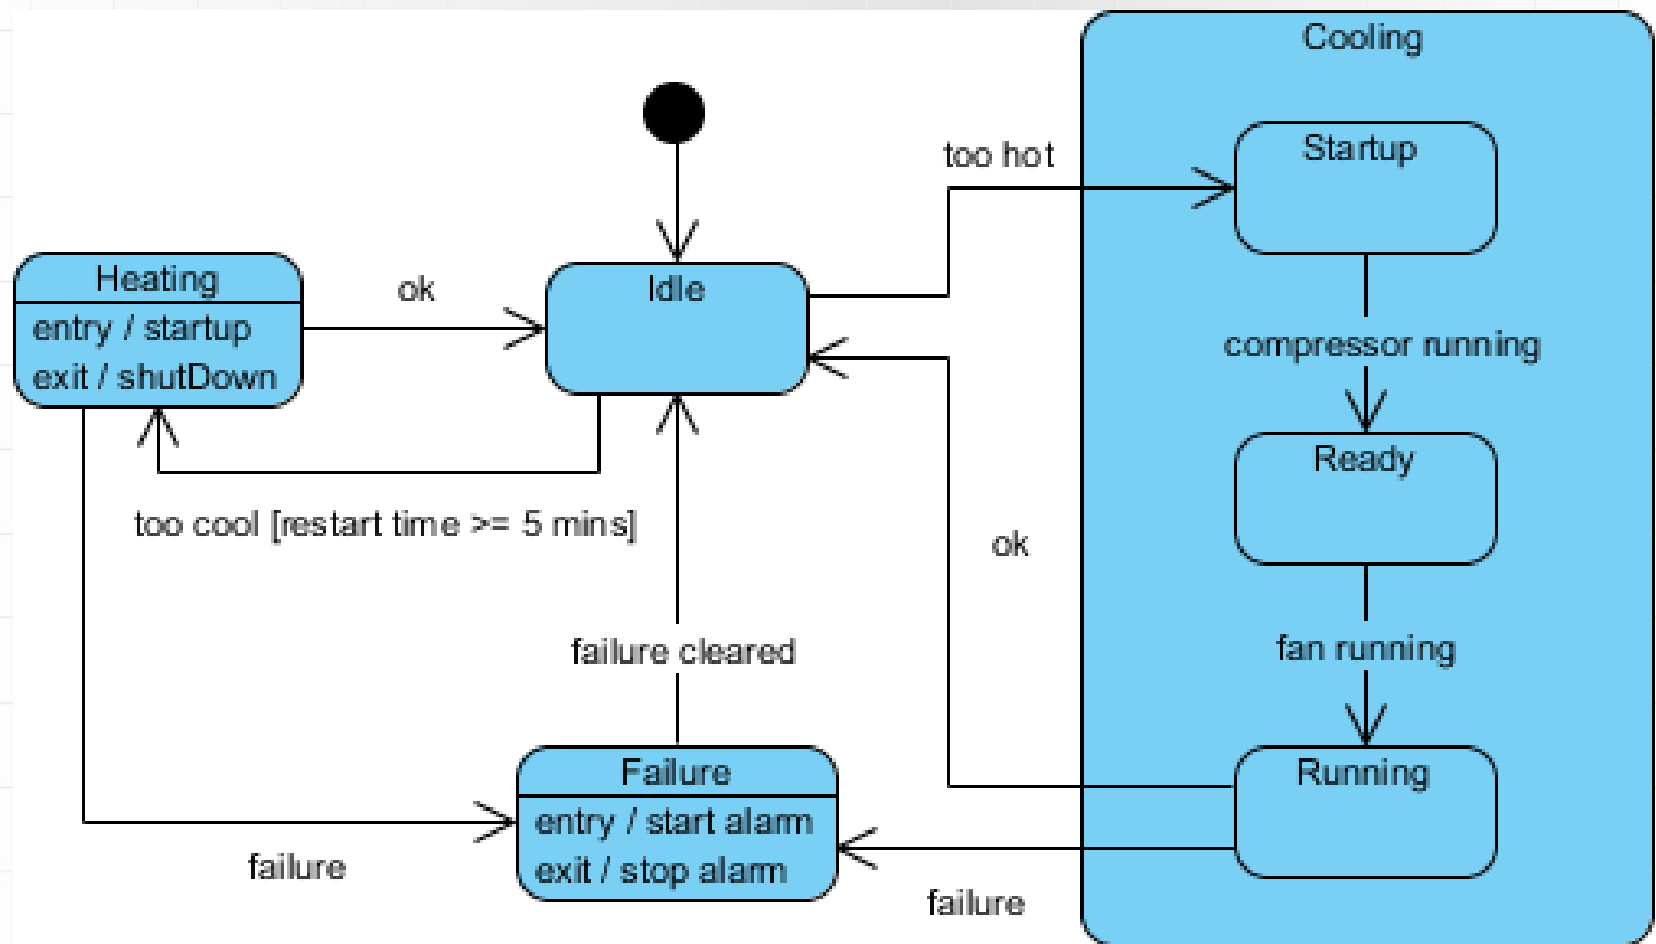 Cooling
too hot
Startup
Heating
entry / startup
exit / shutDown
ok
Idle
compressor running
Ready
too cool [restart time >= 5 mins]
ok
failure cleared
fan running
Failure
entry / start alarm
exit / stop alarm
Running
failure
failure